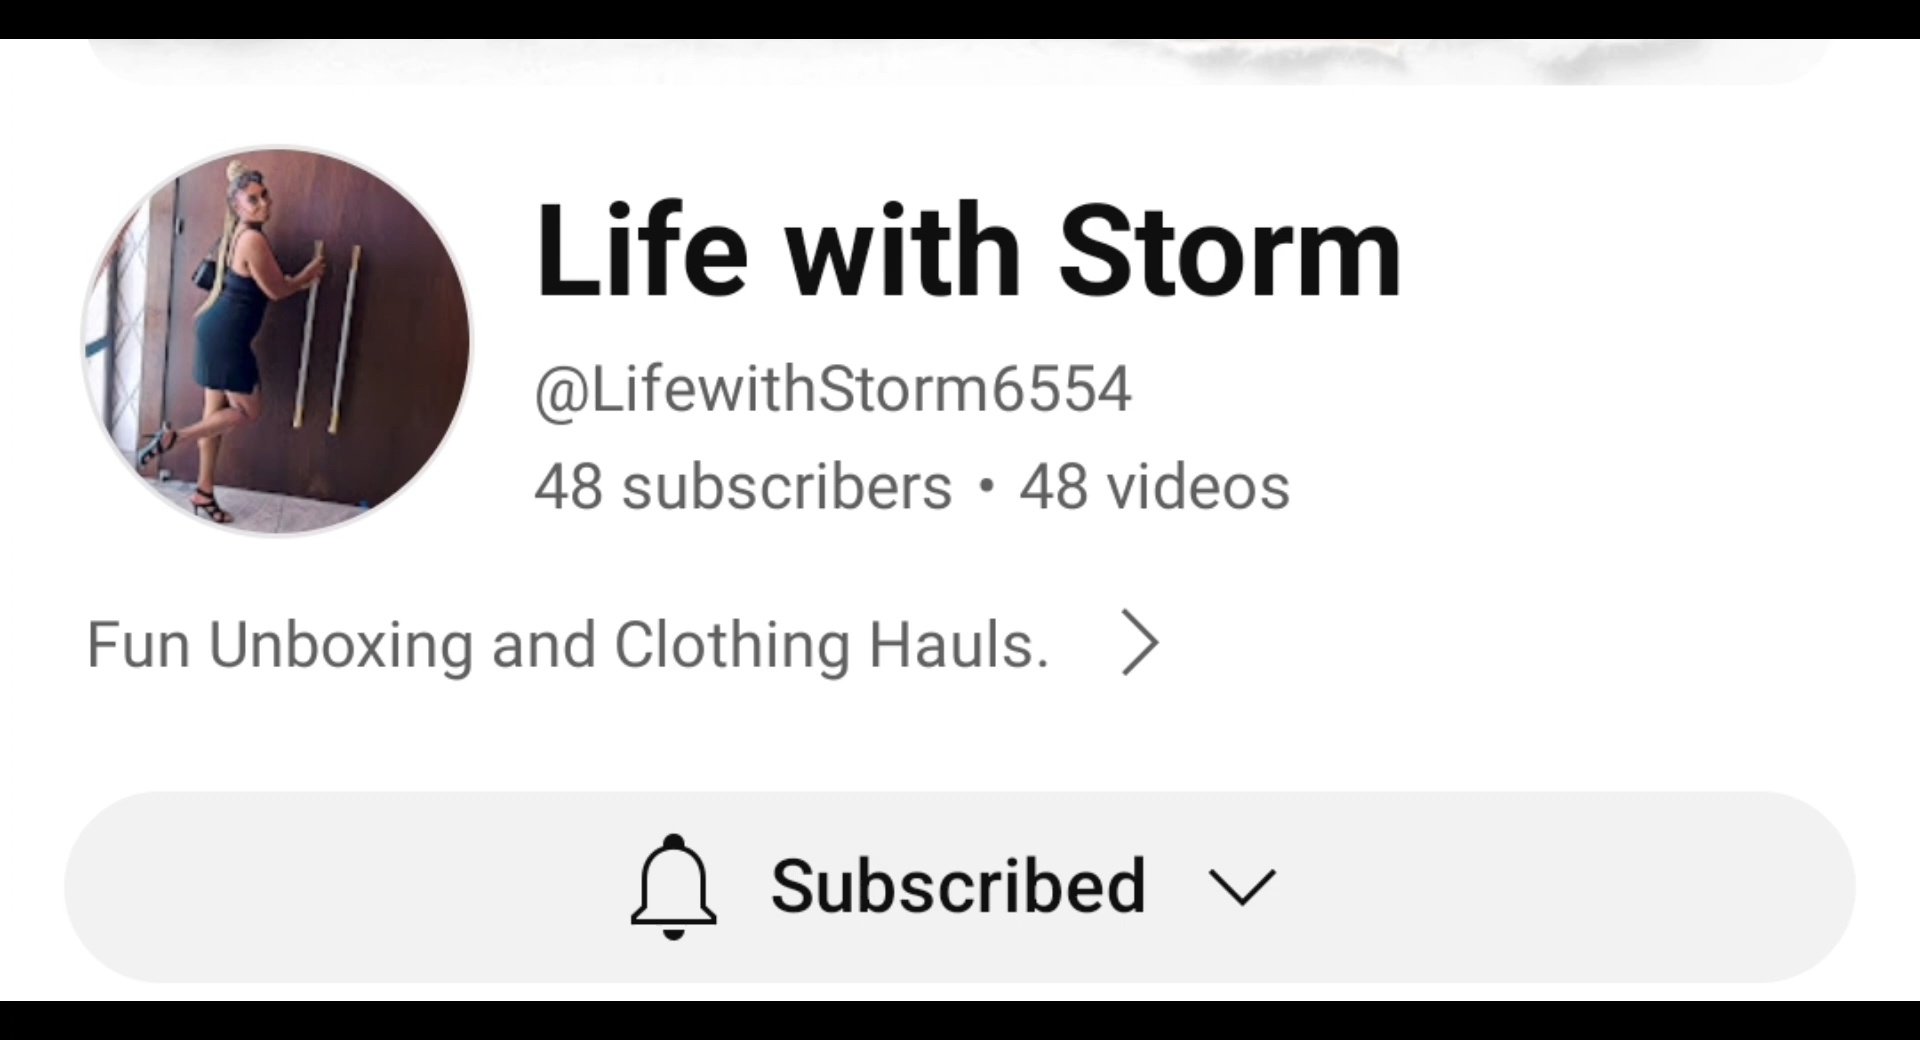 Life with Storm
@LifewithStorm6554
48 subscribers • 48 videos
Fun Unboxing and Clothing Hauls.
Subscribed